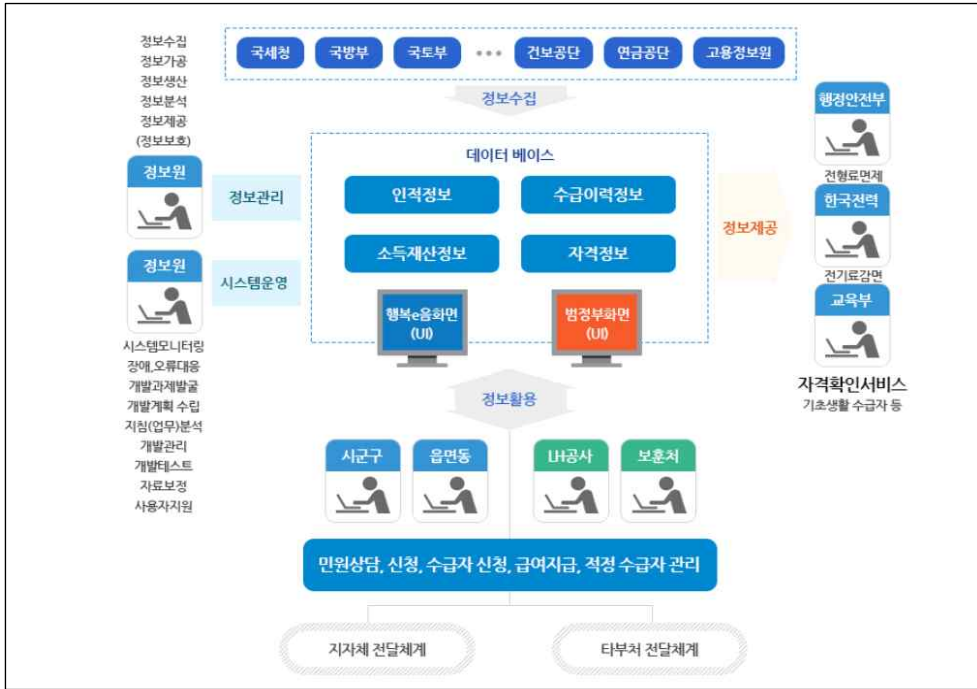 국세청 국방부 국토부 ••• 건보공단 연금공단 고용정보원
정보수집
정보수집
정보가공
정보생산
정보분석
정보제공
(정보보호)
정보원
정보관리
정보원
시스템운영
시스템모니터링
장애,오류대응
개발과제발굴
개발계획 수립
지침(업무)분석
개발관리
개발테스트
자료보정
사용자지원
데이터 베이스
인적정보 수급이력정보
소득재산정보 자격정보
행복e음화면
(UI)
범정부화면
(UI)
정보제공
행정안전부
전형료면제
한국전력
전기료감면
교육부
자격확인서비스
기초생활 수급자 등
정보활용
시군구 읍면동 LH공사 보훈처
민원상담, 신청, 수급자 신청, 급여지급, 적정 수급자 관리
지자체 전달체계 타부처 전달체계